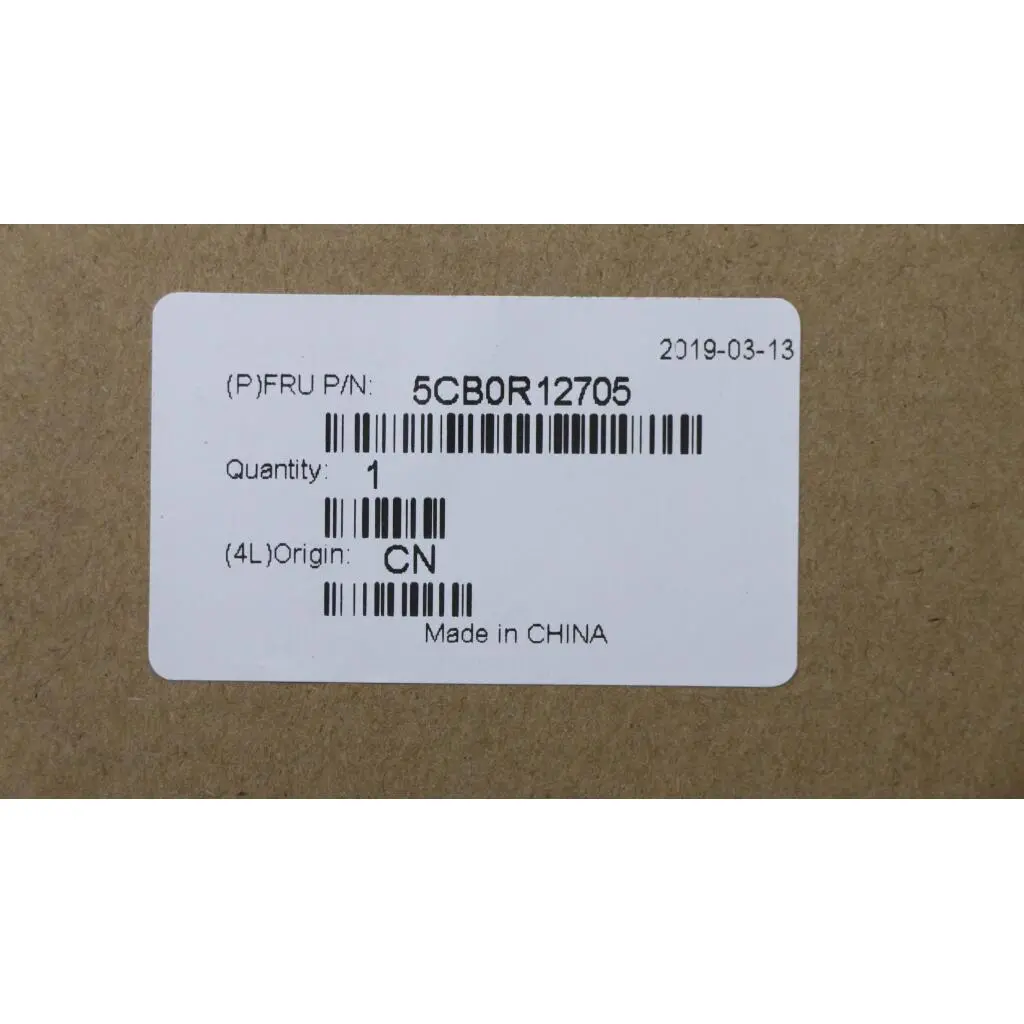 2019-03-13
(P)FRU P/N: 5CB0R12705
Quantity: 1
(4L)Origin: CN
Made in CHINA